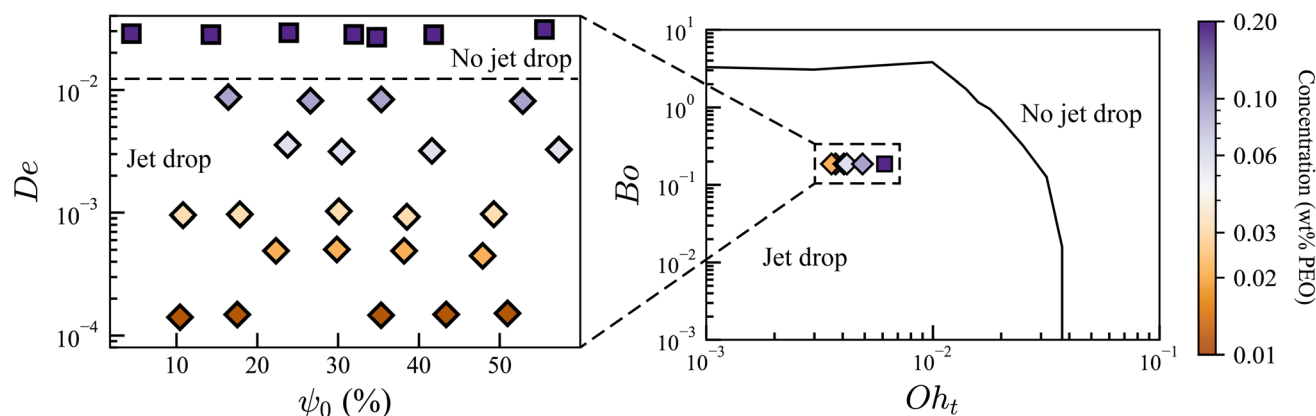 De
10⁻²
10⁻³
10⁻⁴
No jet drop
Jet drop
10
20
30
40
50
ψ₀ (%)
Bo
10¹
10⁰
10⁻¹
10⁻²
10⁻³
No jet drop
Jet drop
10⁻³
10⁻²
10⁻¹
Ohₜ
0.20
0.10
0.06
0.03
0.02
0.01
Concentration (wt% PEO)